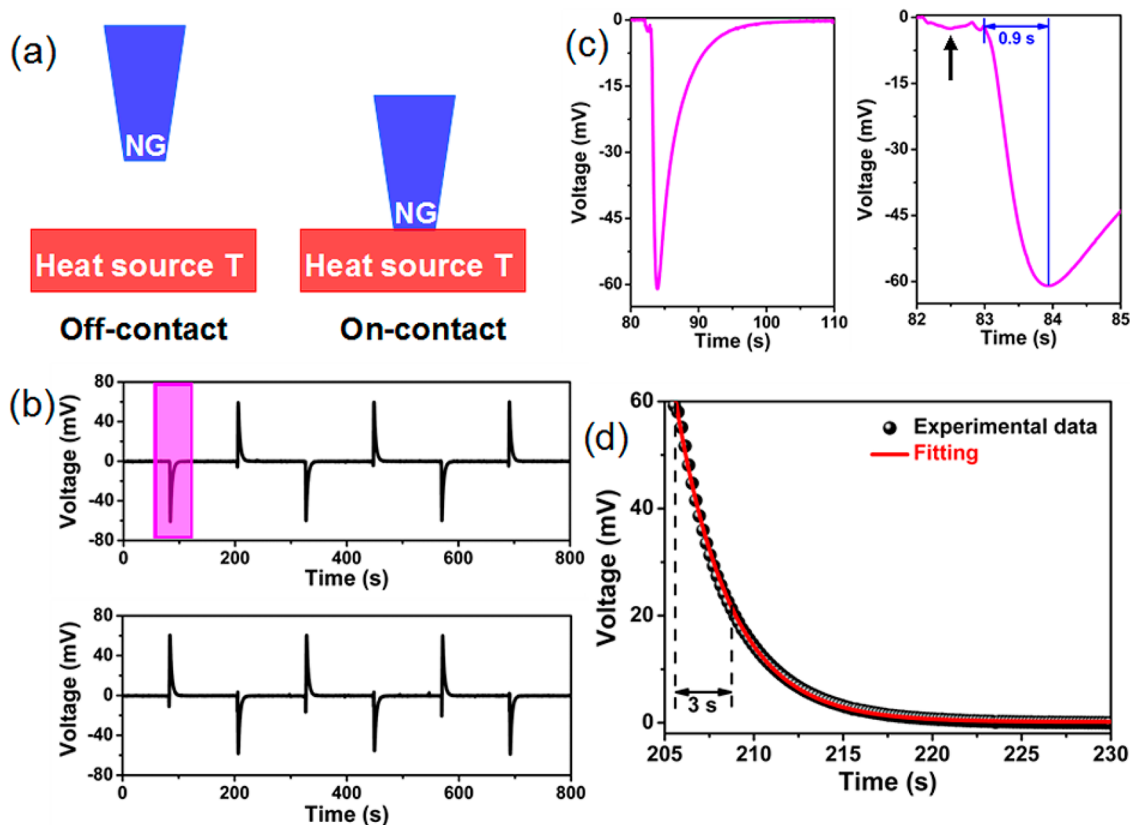 (a)
NG
NG
Heat source T
Heat source T
Off-contact
On-contact
(c)
0
-15
-30
-45
-60
Voltage (mV)
80 90 100 110
Time (s)
0
-15
-30
-45
-60
Voltage (mV)
0.9 s
82 83 84 85
Time (s)
(b)
80
40
0
-40
-80
Voltage (mV)
0 200 400 600 800
Time (s)
80
40
0
-40
-80
Voltage (mV)
0 200 400 600 800
Time (s)
(d)
60
40
20
0
Voltage (mV)
Experimental data
Fitting
3 s
205 210 215 220 225 230
Time (s)